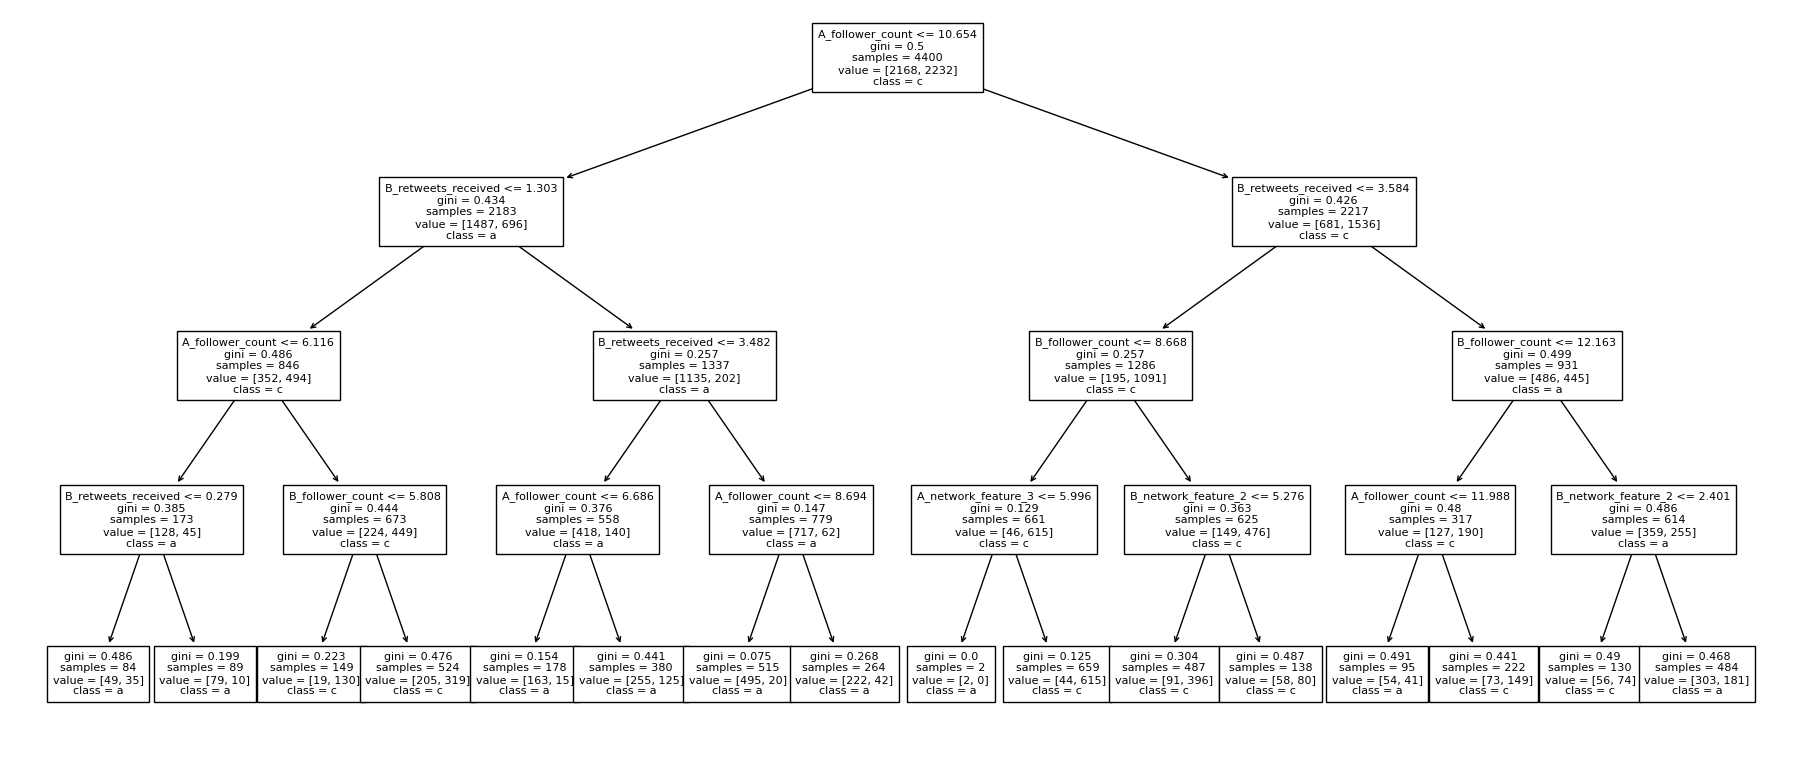 A_follower_count <= 10.654
gini = 0.5
samples = 4400
value = [2168, 2232]
class = c
B_retweets_received <= 1.303
gini = 0.434
samples = 2183
value = [1487, 696]
class = a
B_retweets_received <= 3.584
gini = 0.426
samples = 2217
value = [681, 1536]
class = c
A_follower_count <= 6.116
gini = 0.486
samples = 846
value = [352, 494]
class = c
B_retweets_received <= 3.482
gini = 0.257
samples = 1337
value = [1135, 202]
class = a
B_follower_count <= 8.668
gini = 0.257
samples = 1286
value = [195, 1091]
class = c
B_follower_count <= 12.163
gini = 0.499
samples = 931
value = [486, 445]
class = a
B_retweets_received <= 0.279
gini = 0.385
samples = 173
value = [128, 45]
class = a
B_follower_count <= 5.808
gini = 0.444
samples = 673
value = [224, 449]
class = c
A_follower_count <= 6.686
gini = 0.376
samples = 558
value = [418, 140]
class = a
A_follower_count <= 8.694
gini = 0.147
samples = 779
value = [717, 62]
class = a
A_network_feature_3 <= 5.996
gini = 0.129
samples = 661
value = [46, 615]
class = c
B_network_feature_2 <= 5.276
gini = 0.363
samples = 625
value = [149, 476]
class = c
A_follower_count <= 11.988
gini = 0.48
samples = 317
value = [127, 190]
class = c
B_network_feature_2 <= 2.401
gini = 0.486
samples = 614
value = [359, 255]
class = a
gini = 0.486
samples = 84
value = [49, 35]
class = a
gini = 0.199
samples = 89
value = [79, 10]
class = a
gini = 0.223
samples = 149
value = [19, 130]
class = c
gini = 0.476
samples = 524
value = [205, 319]
class = c
gini = 0.154
samples = 178
value = [163, 15]
class = a
gini = 0.441
samples = 380
value = [255, 125]
class = a
gini = 0.075
samples = 515
value = [495, 20]
class = a
gini = 0.268
samples = 264
value = [222, 42]
class = a
gini = 0.0
samples = 2
value = [2, 0]
class = a
gini = 0.125
samples = 659
value = [44, 615]
class = c
gini = 0.304
samples = 487
value = [91, 396]
class = c
gini = 0.487
samples = 138
value = [58, 80]
class = c
gini = 0.491
samples = 95
value = [54, 41]
class = a
gini = 0.441
samples = 222
value = [73, 149]
class = c
gini = 0.49
samples = 130
value = [56, 74]
class = c
gini = 0.468
samples = 484
value = [303, 181]
class = a